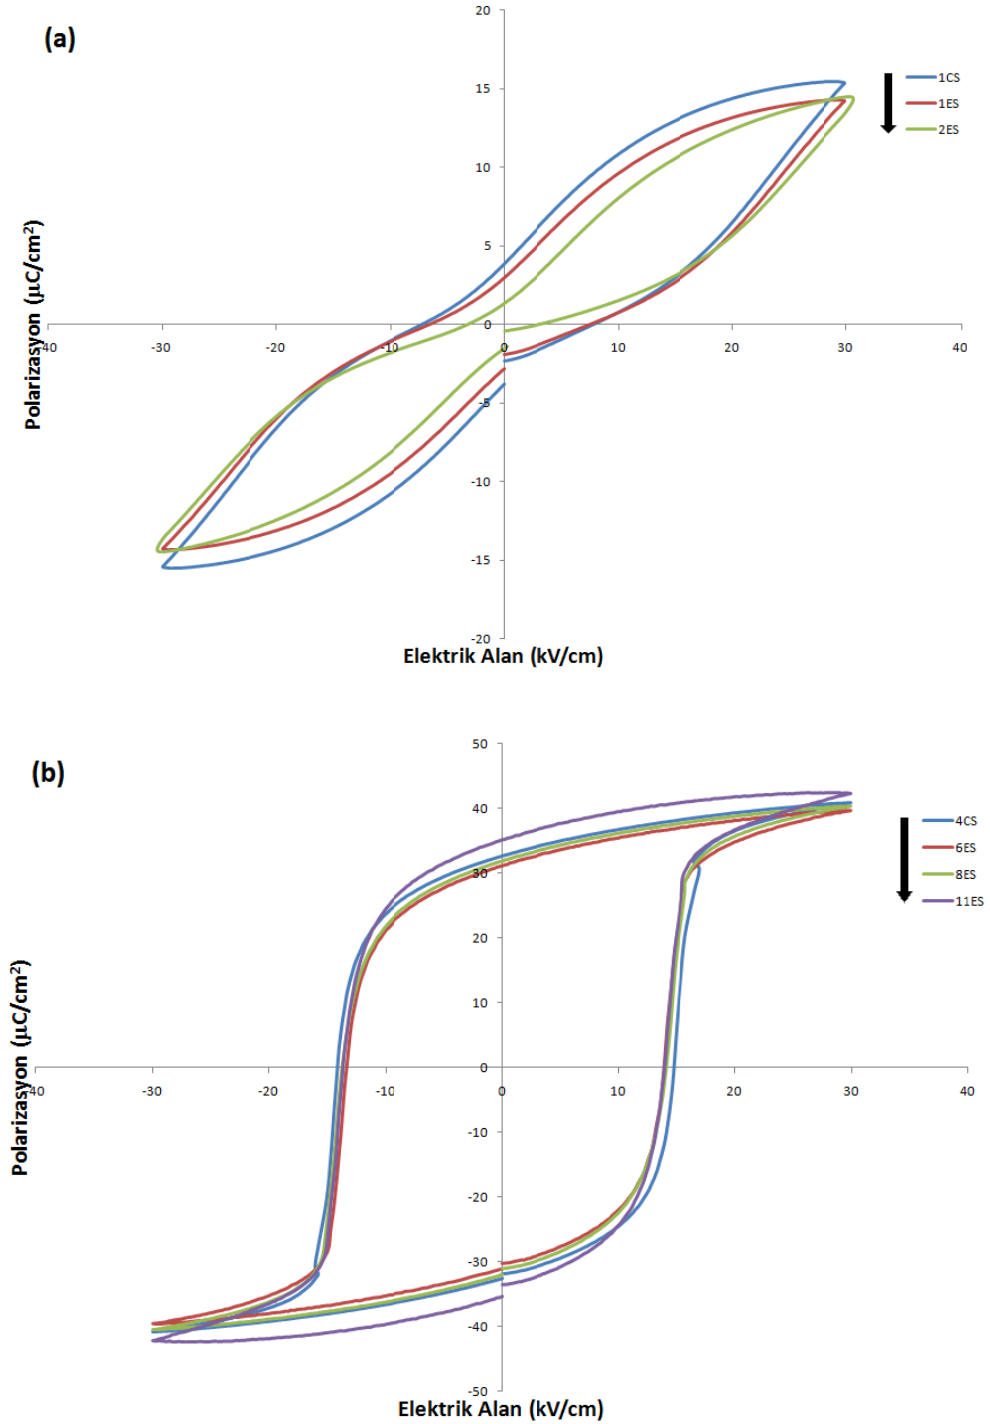 (a)
20
15
10
5
0
-5
-10
-15
-20
-40
-30
-20
-10
0
10
20
30
40
1CS
1ES
2ES
Polarizasyon (µC/cm²)
Elektrik Alan (kV/cm)
(b)
50
40
30
20
10
0
-10
-20
-30
-40
-50
-40
-30
-20
-10
0
10
20
30
40
4CS
6ES
8ES
11ES
Polarizasyon (µC/cm²)
Elektrik Alan (kV/cm)